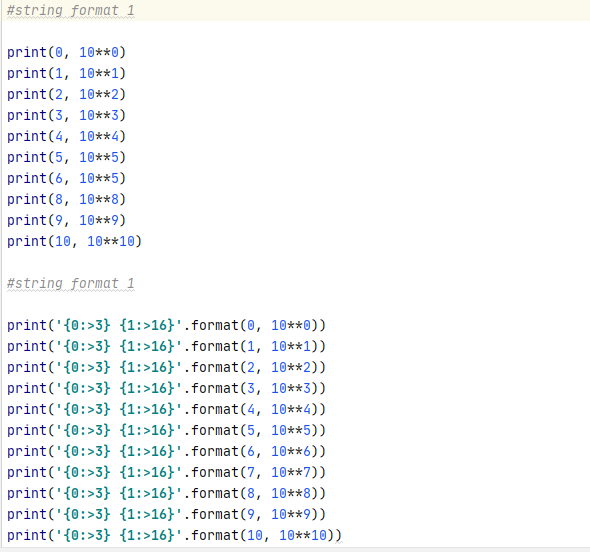 #string format 1
print(0, 10**0)
print(1, 10**1)
print(2, 10**2)
print(3, 10**3)
print(4, 10**4)
print(5, 10**5)
print(6, 10**5)
print(8, 10**8)
print(9, 10**9)
print(10, 10**10)
#string format 1
print('{0:>3} {1:>16}'.format(0, 10**0))
print('{0:>3} {1:>16}'.format(1, 10**1))
print('{0:>3} {1:>16}'.format(2, 10**2))
print('{0:>3} {1:>16}'.format(3, 10**3))
print('{0:>3} {1:>16}'.format(4, 10**4))
print('{0:>3} {1:>16}'.format(5, 10**5))
print('{0:>3} {1:>16}'.format(6, 10**6))
print('{0:>3} {1:>16}'.format(7, 10**7))
print('{0:>3} {1:>16}'.format(8, 10**8))
print('{0:>3} {1:>16}'.format(9, 10**9))
print('{0:>3} {1:>16}'.format(10, 10**10))